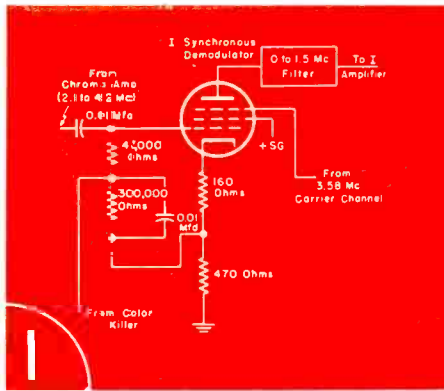 I Synchronous
Demodulator
0 to 1.5 Mc
Filter
To I
Amplifier
From
Chroma Amp
(2.1 to 4.2 Mc)
0.01 Mfd
+SG
From
3.58 Mc
Carrier Channel
Ohms
300,000
Ohms
0.01
Mfd
160
Ohms
470 Ohms
From Color
Killer
1